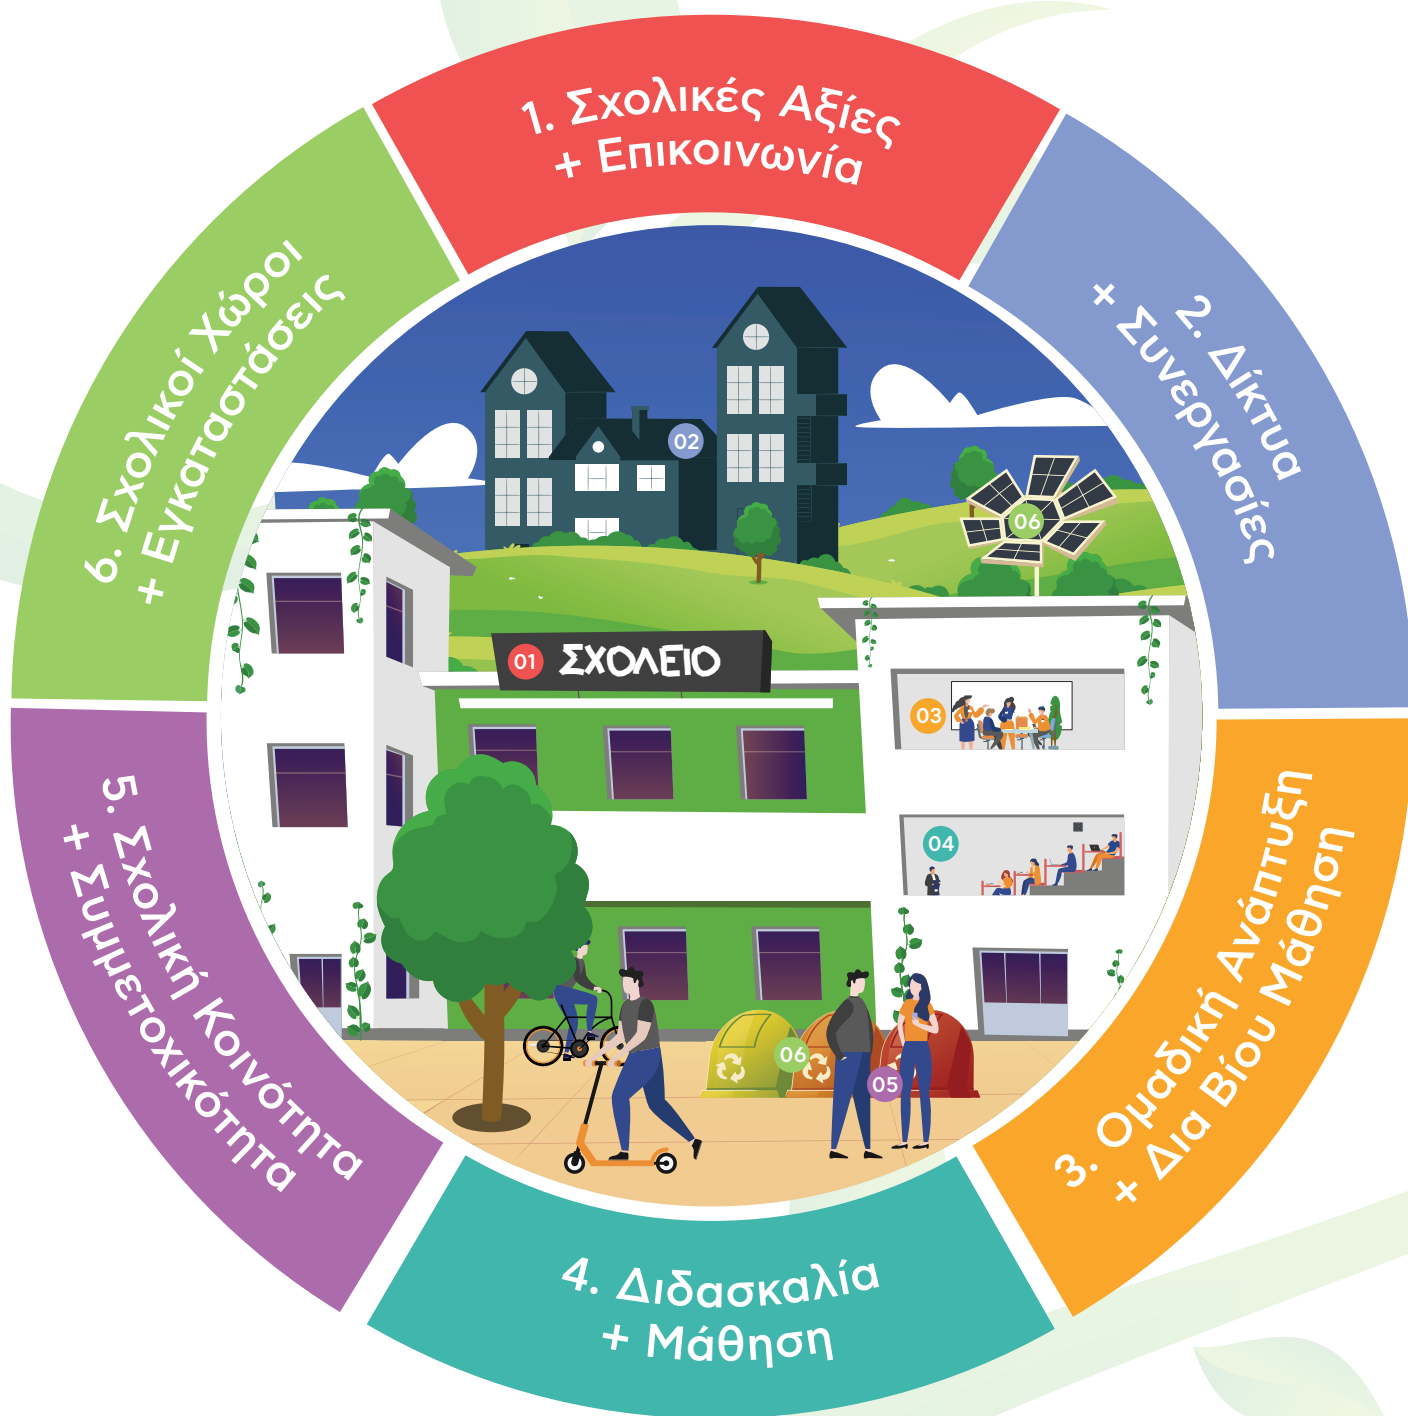 1. Σχολικές Αξίες
+ Επικοινωνία
2. Δίκτυα
+ Συνεργασίες
3. Ομαδική Ανάπτυξη
+ Δια Βίου Μάθηση
4. Διδασκαλία
+ Μάθηση
5. Σχολική Κοινότητα
+ Συμμετοχικότητα
6. Σχολικοί Χώροι
+ Εγκαταστάσεις
02
06
01 ΣΧΟΛΕΙΟ
03
04
06
05